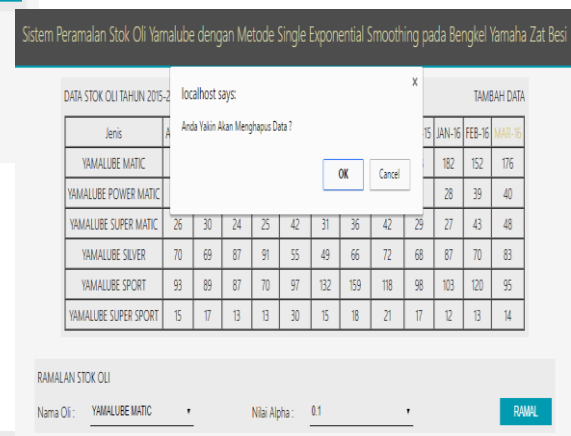 Sistem Peramalan Stok Oli Yamalube dengan Metode Single Exponential Smoothing pada Bengkel Yamaha Zat Besi
DATA STOK OLI TAHUN 2015-2
TAMBAH DATA
localhost says:
X
Anda Yakin Akan Menghapus Data ?
OK Cancel
Jenis A 15 JAN-16 FEB-16 MAR-16
YAMALUBE MATIC 182 152 176
YAMALUBE POWER MATIC 28 39 40
YAMALUBE SUPER MATIC 26 30 24 25 42 31 36 42 29 27 43 48
YAMALUBE SILVER 70 69 87 91 55 49 66 72 68 87 70 83
YAMALUBE SPORT 93 89 87 70 97 132 159 118 98 103 120 95
YAMALUBE SUPER SPORT 15 17 13 13 30 15 18 21 17 12 13 14
RAMALAN STOK OLI
Nama Oli : YAMALUBE MATIC Nilai Alpha : 0.1 RAMAL